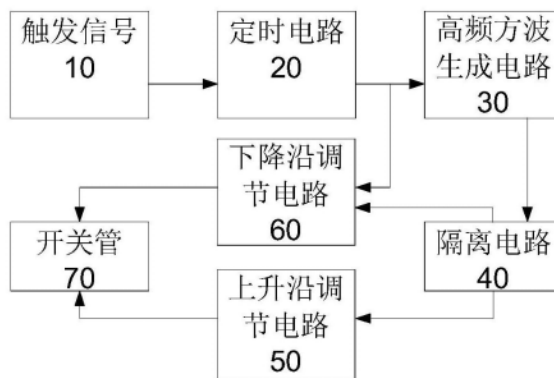 触发信号
10
定时电路
20
高频方波
生成电路
30
下降沿调
节电路
60
开关管
70
隔离电路
40
上升沿调
节电路
50